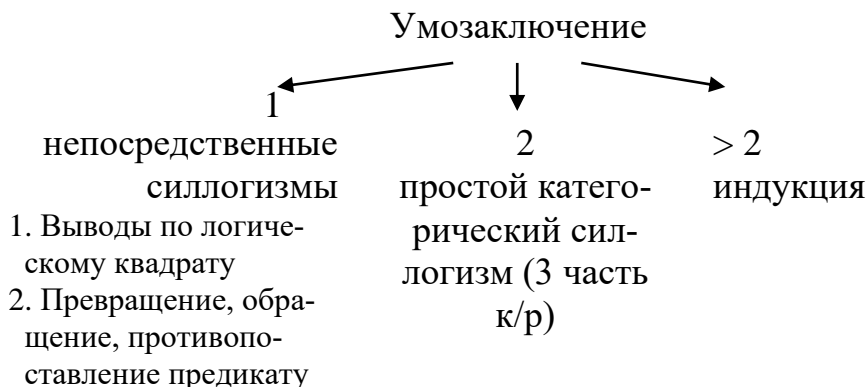 Умозаключение
1
непосредственные
силлогизмы
1. Выводы по логиче-
скому квадрату
2. Превращение, обра-
щение, противопо-
ставление предикату
2
простой катего-
рический сил-
логизм (3 часть
к/р)
> 2
индукция